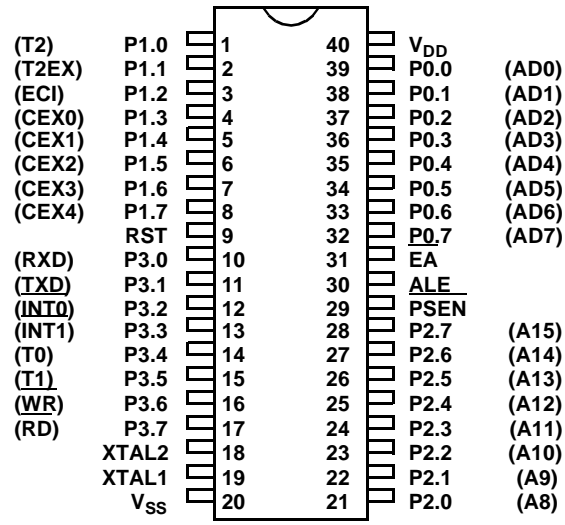 (T2) P1.0 1 40 VDD
(T2EX) P1.1 2 39 P0.0 (AD0)
(ECI) P1.2 3 38 P0.1 (AD1)
(CEX0) P1.3 4 37 P0.2 (AD2)
(CEX1) P1.4 5 36 P0.3 (AD3)
(CEX2) P1.5 6 35 P0.4 (AD4)
(CEX3) P1.6 7 34 P0.5 (AD5)
(CEX4) P1.7 8 33 P0.6 (AD6)
RST 9 32 P0.7 (AD7)
(RXD) P3.0 10 31 EA
(TXD) P3.1 11 30 ALE
(INT0) P3.2 12 29 PSEN
(INT1) P3.3 13 28 P2.7 (A15)
(T0) P3.4 14 27 P2.6 (A14)
(T1) P3.5 15 26 P2.5 (A13)
(WR) P3.6 16 25 P2.4 (A12)
(RD) P3.7 17 24 P2.3 (A11)
XTAL2 18 23 P2.2 (A10)
XTAL1 19 22 P2.1 (A9)
VSS 20 21 P2.0 (A8)